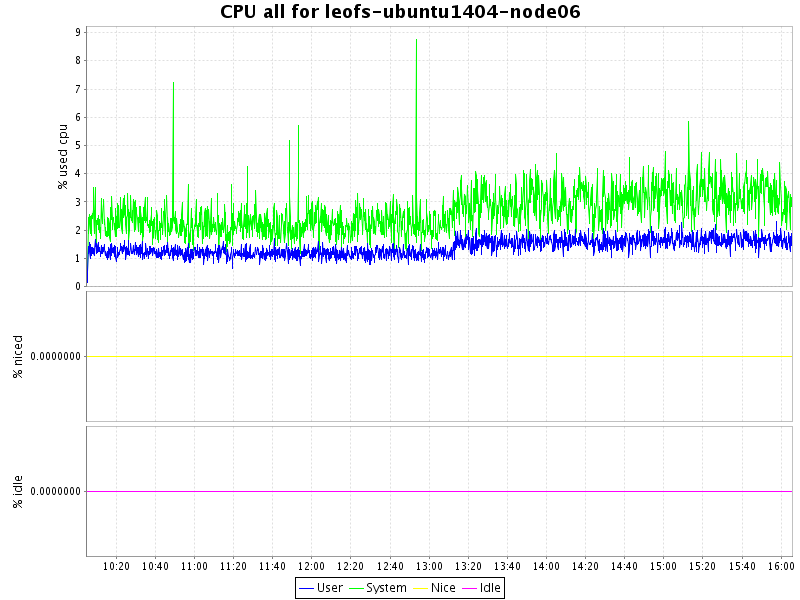 CPU all for leofs-ubuntu1404-node06
9
8
7
6
5
4
3
2
1
0
% used cpu
0.0000000
% niced
0.0000000
% idle
10:20 10:40 11:00 11:20 11:40 12:00 12:20 12:40 13:00 13:20 13:40 14:00 14:20 14:40 15:00 15:20 15:40 16:00
User System Nice Idle